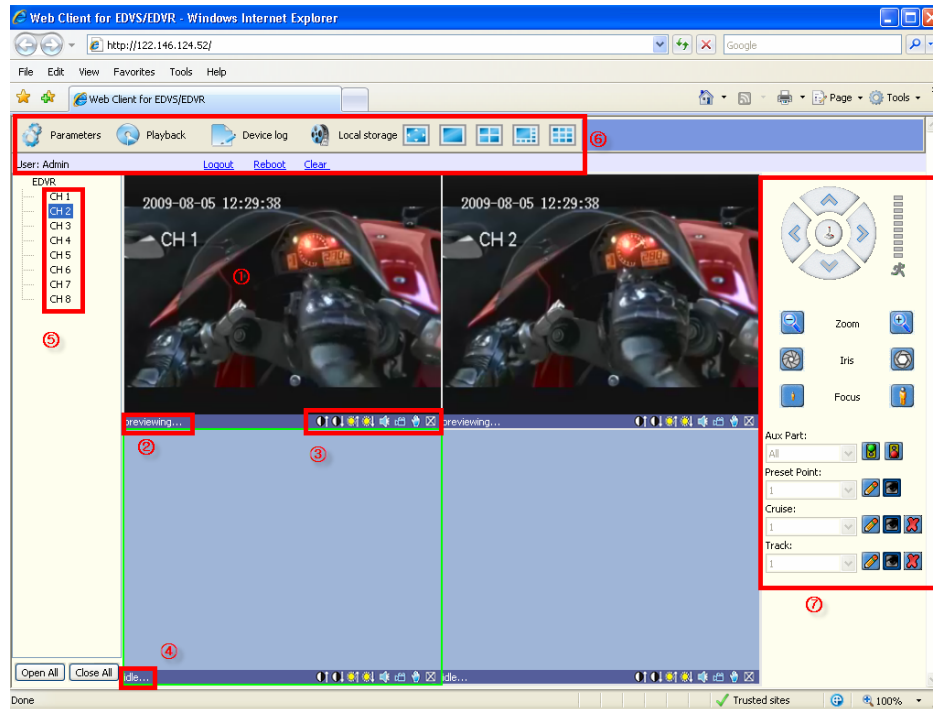 Web Client for EDVS/EDVR - Windows Internet Explorer
http://122.146.124.52/
Google
File Edit View Favorites Tools Help
Web Client for EDVS/EDVR
Page Tools
Parameters Playback Device log Local storage
⑥
User: Admin Logout Reboot Clear
EDVR
CH 1
CH 2
CH 3
CH 4
CH 5
CH 6
CH 7
CH 8
⑤
2009-08-05 12:29:38
CH 1
①
2009-08-05 12:29:38
CH 2
previewing...
previewing...
②
③
Zoom
Iris
Focus
Aux Part:
All
Preset Point:
1
Cruise:
1
Track:
1
⑦
④
Open All Close All
idle...
idle...
Done Trusted sites 100%